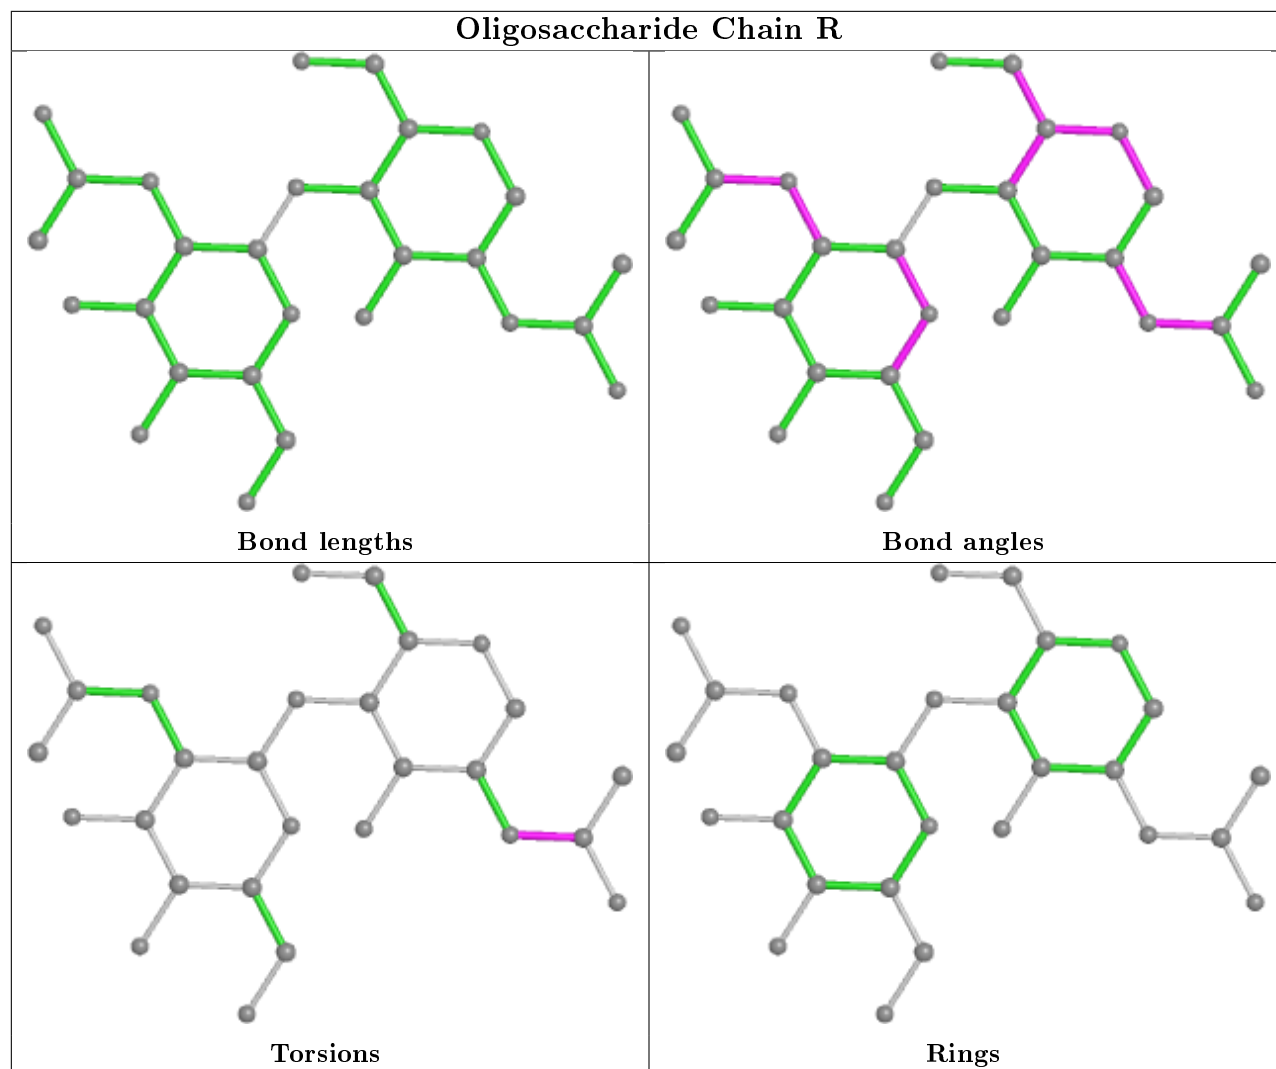 Oligosaccharide Chain R
Bond lengths
Bond angles
Torsions
Rings